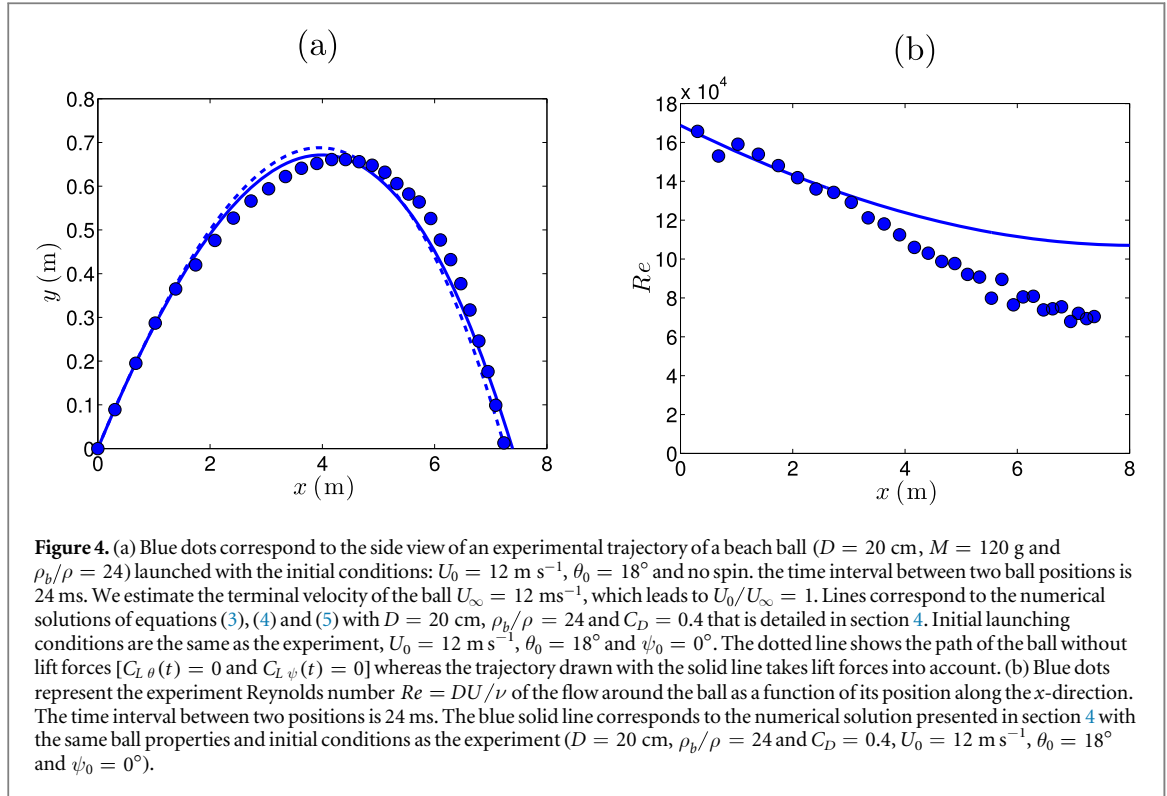 (a)
0.8
0.7
0.6
0.5
0.4
0.3
0.2
0.1
0
y (m)
0 2 4 6 8
x (m)
(b)
x 10^4
18
16
14
12
10
8
6
4
2
0
Re
0 2 4 6 8
x (m)
Figure 4. (a) Blue dots correspond to the side view of an experimental trajectory of a beach ball (D = 20 cm, M = 120 g and
ρ_b/ρ = 24) launched with the initial conditions: U_0 = 12 m s^−1, θ_0 = 18° and no spin. the time interval between two ball positions is
24 ms. We estimate the terminal velocity of the ball U_∞ = 12 ms^−1, which leads to U_0/U_∞ = 1. Lines correspond to the numerical
solutions of equations (3), (4) and (5) with D = 20 cm, ρ_b/ρ = 24 and C_D = 0.4 that is detailed in section 4. Initial launching
conditions are the same as the experiment, U_0 = 12 m s^−1, θ_0 = 18° and ψ_0 = 0°. The dotted line shows the path of the ball without
lift forces [C_L θ(t) = 0 and C_L ψ(t) = 0] whereas the trajectory drawn with the solid line takes lift forces into account. (b) Blue dots
represent the experiment Reynolds number Re = DU/ν of the flow around the ball as a function of its position along the x-direction.
The time interval between two positions is 24 ms. The blue solid line corresponds to the numerical solution presented in section 4 with
the same ball properties and initial conditions as the experiment (D = 20 cm, ρ_b/ρ = 24 and C_D = 0.4, U_0 = 12 m s^−1, θ_0 = 18°
and ψ_0 = 0°).